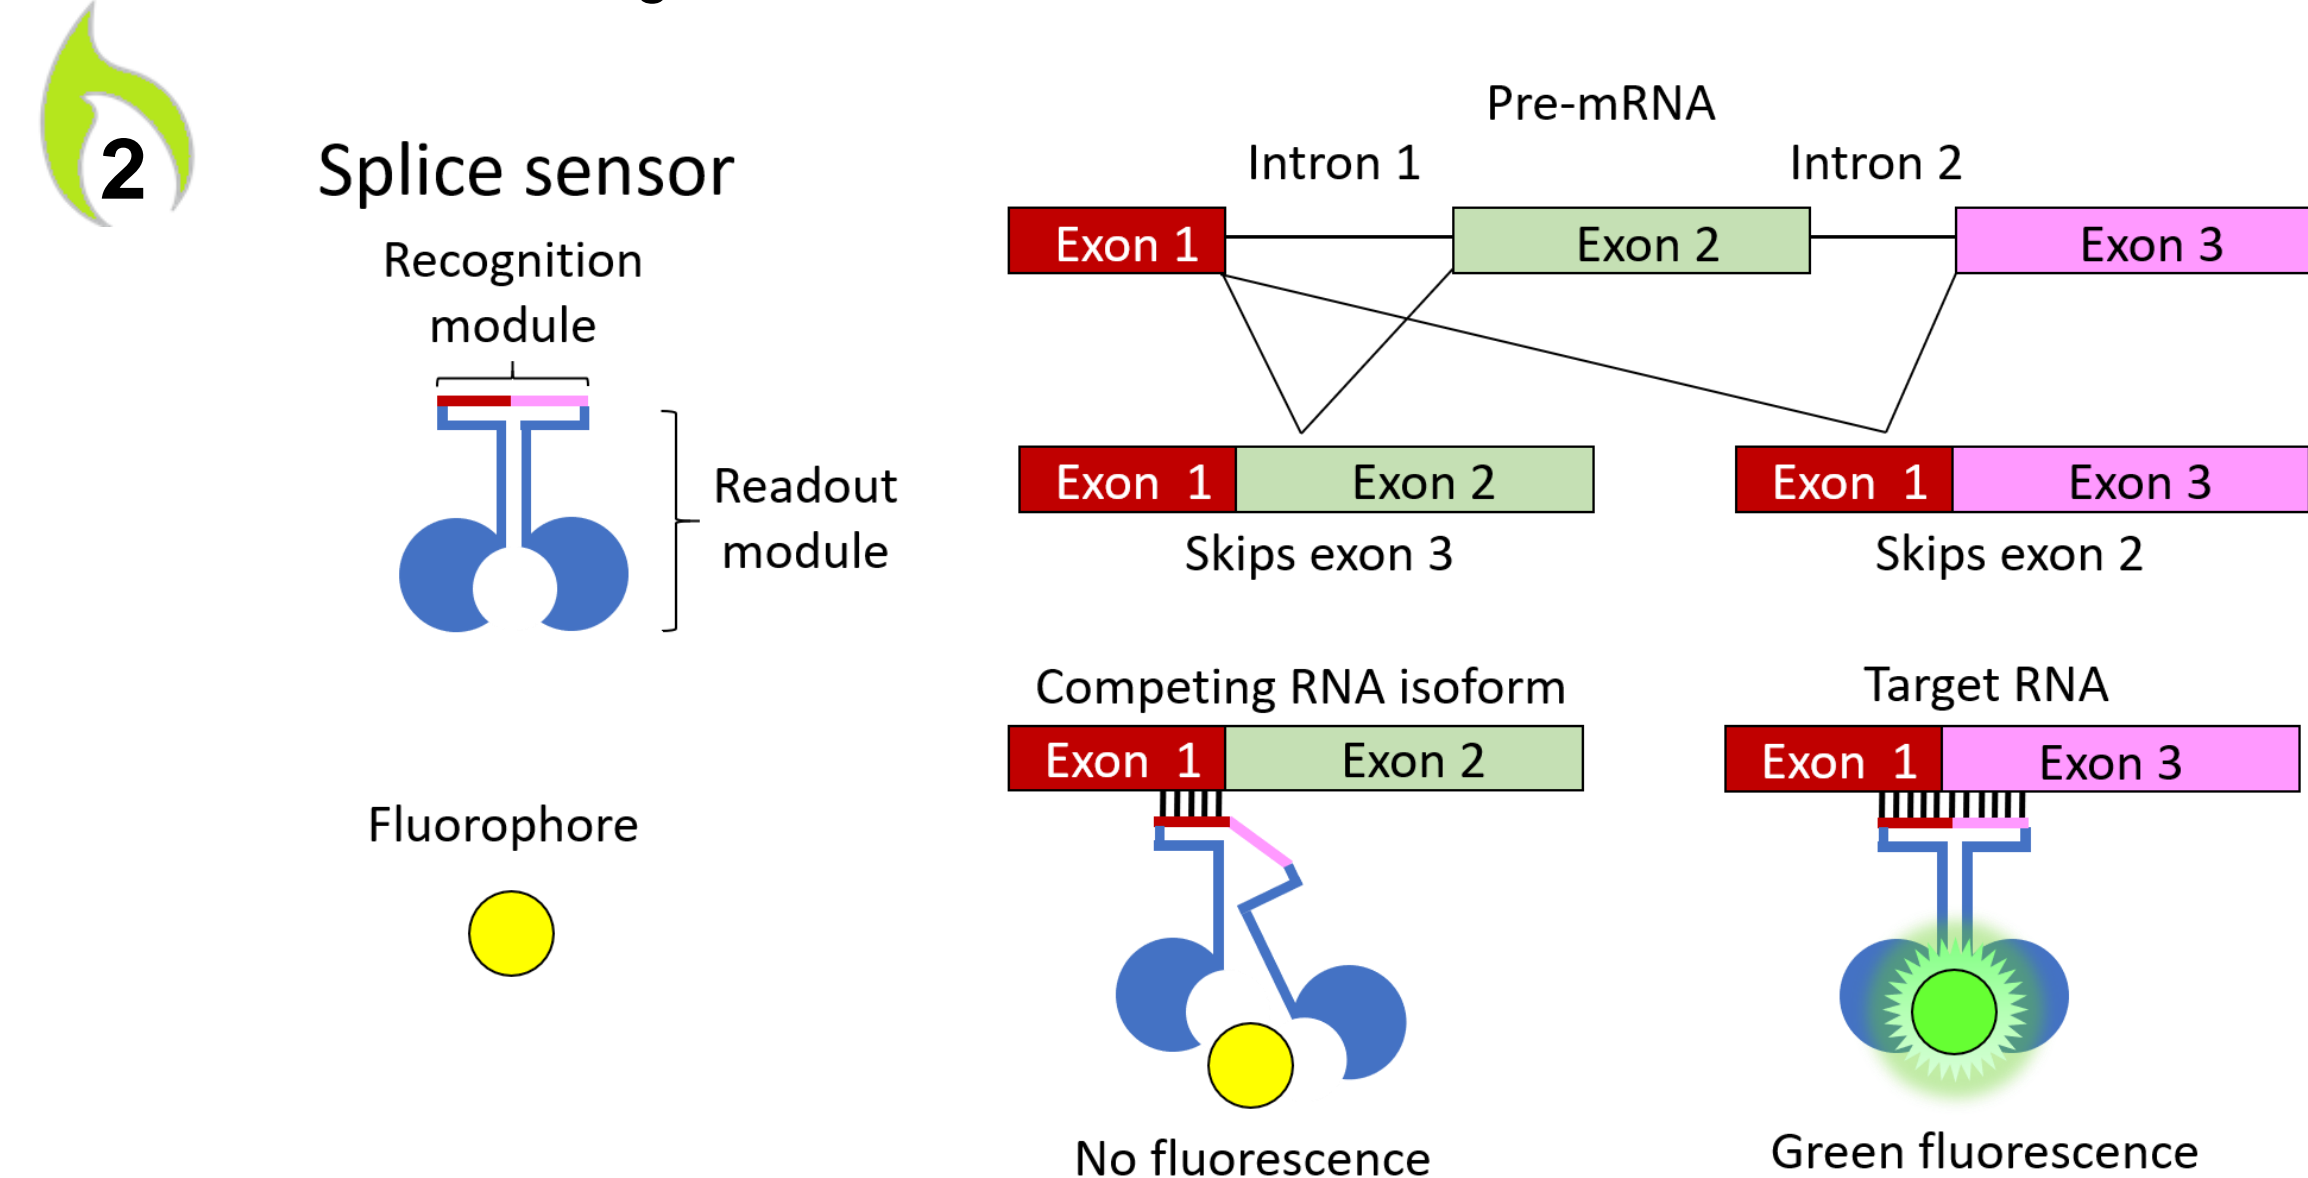 2
Splice sensor
Recognition
module
Readout
module
Fluorophore
Pre-mRNA
Intron 1
Intron 2
Exon 1
Exon 2
Exon 3
Exon 1
Exon 2
Skips exon 3
Exon 1
Exon 3
Skips exon 2
Competing RNA isoform
Exon 1
Exon 2
No fluorescence
Target RNA
Exon 1
Exon 3
Green fluorescence